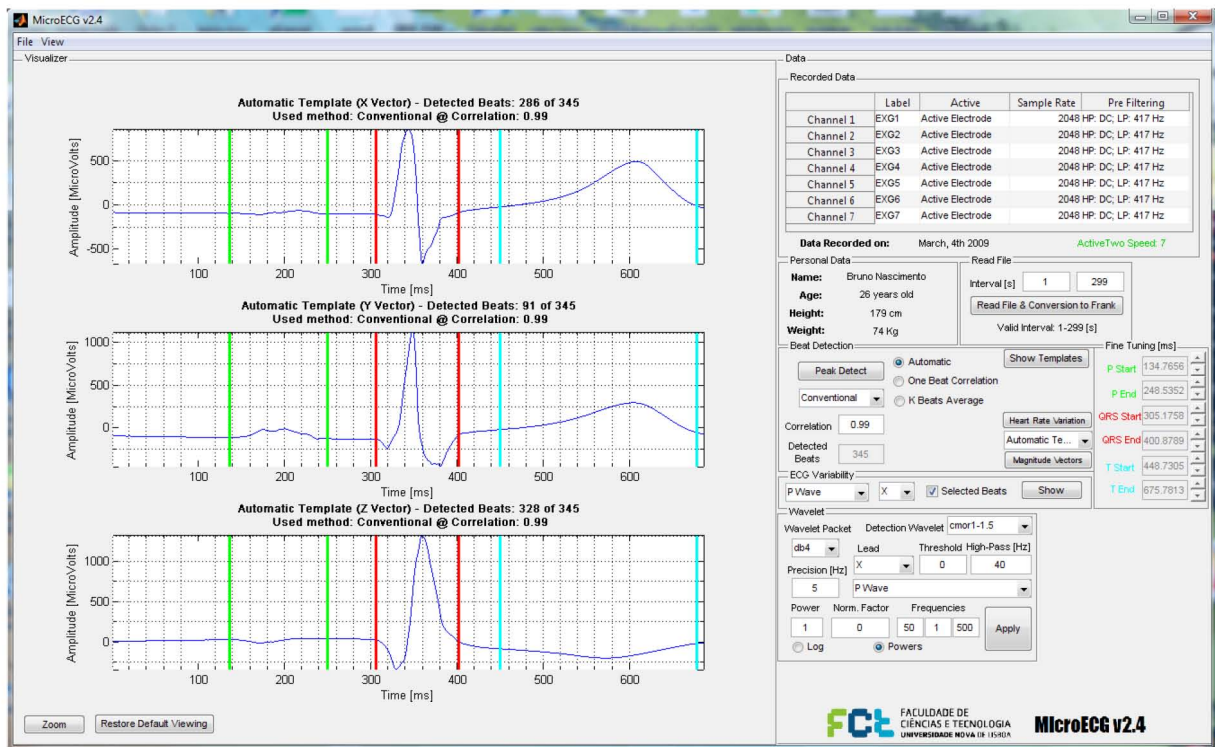 MicroECG v2.4
File View
Visualizer
Automatic Template (X Vector) - Detected Beats: 286 of 345
Used method: Conventional @ Correlation: 0.99
Amplitude [MicroVolts]
500
0
-500
100 200 300 400 500 600
Time [ms]
Automatic Template (Y Vector) - Detected Beats: 91 of 345
Used method: Conventional @ Correlation: 0.99
Amplitude [MicroVolts]
1000
500
0
100 200 300 400 500 600
Time [ms]
Automatic Template (Z Vector) - Detected Beats: 328 of 345
Used method: Conventional @ Correlation: 0.99
Amplitude [MicroVolts]
1000
500
0
100 200 300 400 500 600
Time [ms]
Zoom Restore Default Viewing
Data
Recorded Data
Label Active Sample Rate Pre Filtering
Channel 1 EXG1 Active Electrode 2048 HP: DC; LP: 417 Hz
Channel 2 EXG2 Active Electrode 2048 HP: DC; LP: 417 Hz
Channel 3 EXG3 Active Electrode 2048 HP: DC; LP: 417 Hz
Channel 4 EXG4 Active Electrode 2048 HP: DC; LP: 417 Hz
Channel 5 EXG5 Active Electrode 2048 HP: DC; LP: 417 Hz
Channel 6 EXG6 Active Electrode 2048 HP: DC; LP: 417 Hz
Channel 7 EXG7 Active Electrode 2048 HP: DC; LP: 417 Hz
Data Recorded on: March, 4th 2009 ActiveTwo Speed: 7
Personal Data
Name: Bruno Nascimento
Age: 26 years old
Height: 179 cm
Weight: 74 Kg
Read File
Interval [s] 1 299
Read File & Conversion to Frank
Valid Interval: 1-299 [s]
Beat Detection
Peak Detect
Automatic
One Beat Correlation
K Beats Average
Conventional
Correlation 0.99
Detected Beats 345
Show Templates
Heart Rate Variation
Automatic Te...
Magnitude Vectors
Fine Tuning [ms]
P Start 134.7656
P End 248.5352
QRS Start 305.1758
QRS End 400.8789
T Start 448.7305
T End 675.7813
ECG Variability
P Wave X Selected Beats Show
Wavelet
Wavelet Packet Detection Wavelet cmor1-1.5
db4 Lead Threshold High-Pass [Hz]
X 0 40
Precision [Hz]
5 P Wave
Power Norm. Factor Frequencies
1 0 50 1 500 Apply
Log Powers
FCt FACULDADE DE
CIÊNCIAS E TECNOLOGIA
UNIVERSIDADE NOVA DE LISBOA
MIcroECG v2.4